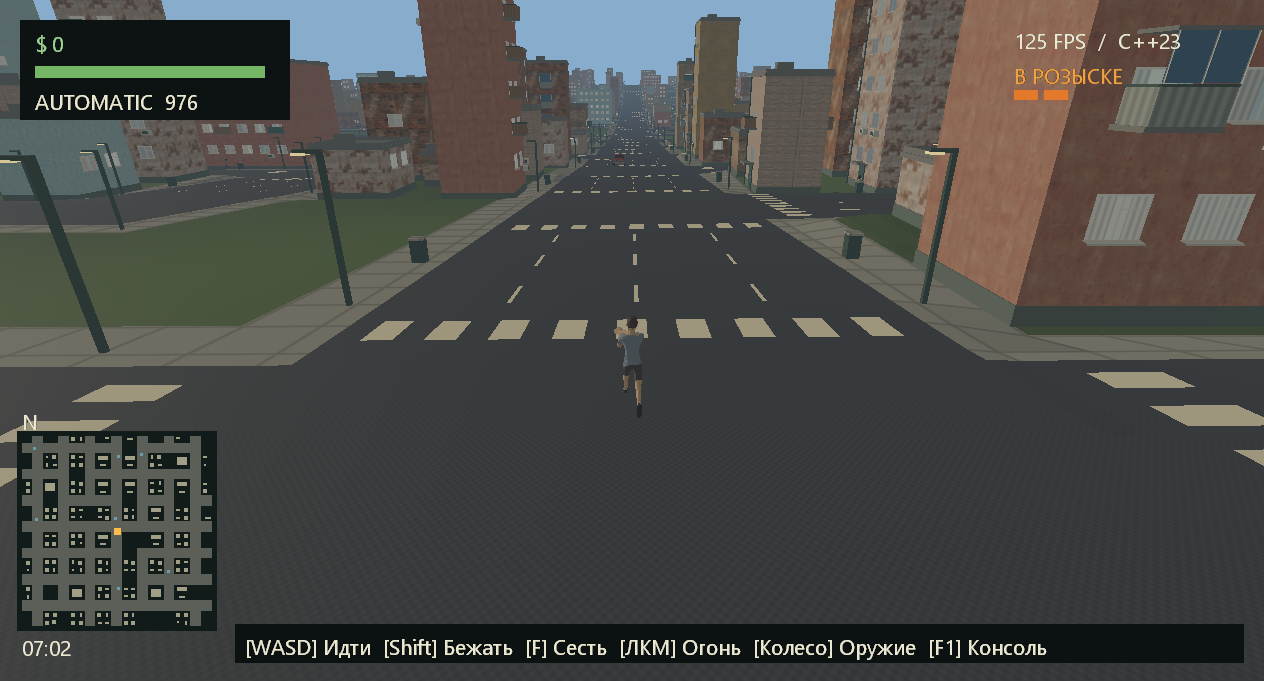 $ 0
AUTOMATIC 976
125 FPS / C++23
В РОЗЫСКЕ
N
07:02
[WASD] Идти [Shift] Бежать [F] Сесть [ЛКМ] Огонь [Колесо] Оружие [F1] Консоль